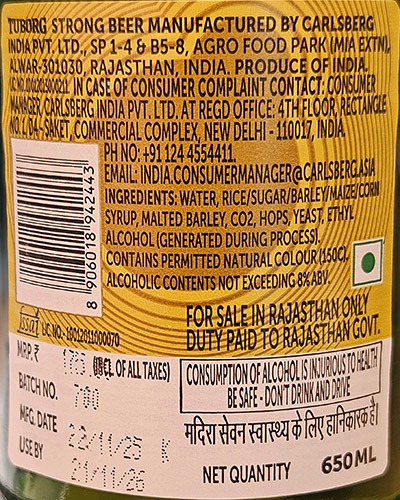 TUBORG STRONG BEER MANUFACTURED BY CARLSBERG
INDIA PVT. LTD., SP 1-4 & B5-8, AGRO FOOD PARK (MIA EXTN),
ALWAR-301030, RAJASTHAN, INDIA. PRODUCE OF INDIA.
IN CASE OF CONSUMER COMPLAINT CONTACT: CONSUMER
MANAGER, CARLSBERG INDIA PVT. LTD. AT REGD OFFICE: 4TH FLOOR, RECTANGLE
NO. 1, D4-SAKET, COMMERCIAL COMPLEX, NEW DELHI - 110017, INDIA.
PH NO: +91 124 4554411.
EMAIL: INDIA.CONSUMERMANAGER@CARLSBERG.ASIA
INGREDIENTS: WATER, RICE/SUGAR/BARLEY/MAIZE/CORN
SYRUP, MALTED BARLEY, CO2, HOPS, YEAST, ETHYL
ALCOHOL (GENERATED DURING PROCESS).
CONTAINS PERMITTED NATURAL COLOUR (150C).
ALCOHOLIC CONTENTS NOT EXCEEDING 8% ABV.
8 906018 942443
FOR SALE IN RAJASTHAN ONLY
DUTY PAID TO RAJASTHAN GOVT.
fssai LIC. NO.- 10012011000070
MRP. ₹ 175 (INCL. OF ALL TAXES)
BATCH NO. 700
MFG. DATE 22/11/25 K
USE BY 21/11/26
CONSUMPTION OF ALCOHOL IS INJURIOUS TO HEALTH
BE SAFE - DON'T DRINK AND DRIVE
मदिरा सेवन स्वास्थ्य के लिए हानिकारक है।
NET QUANTITY 650ML